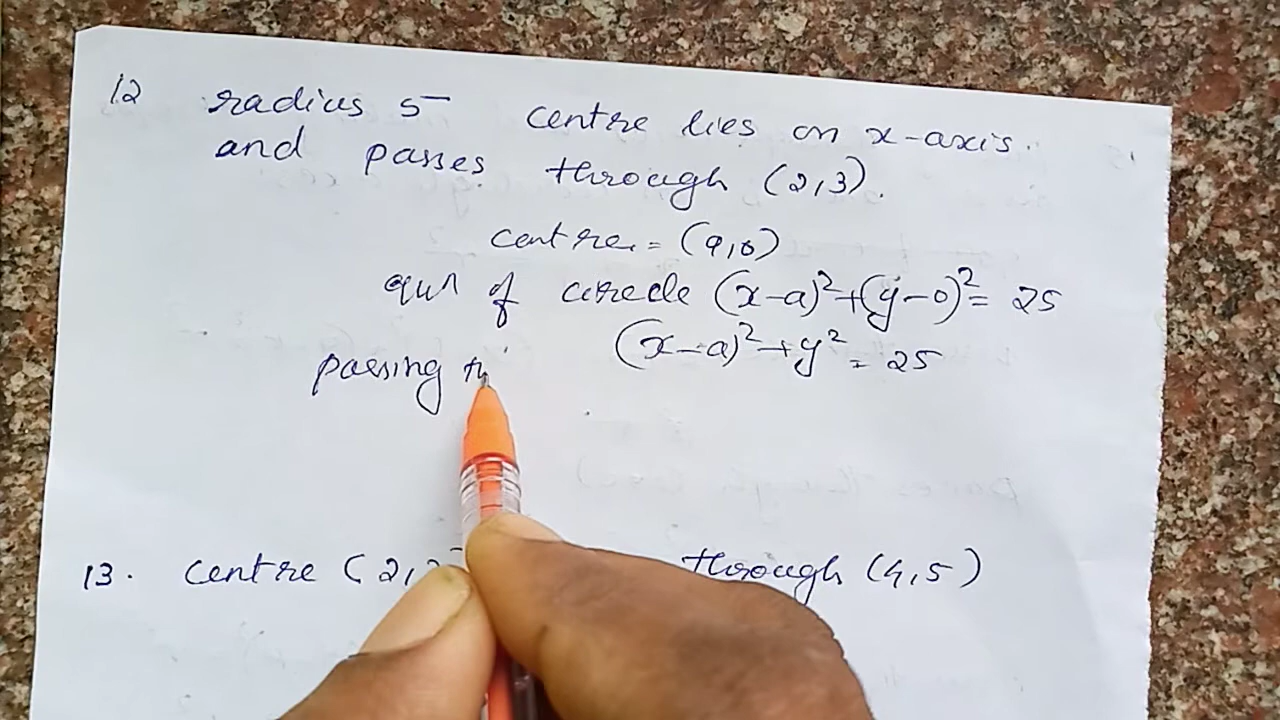 12 radius 5 centre lies on x-axis.
and passes through (2,3).
centre = (a,0)
eqn of circle (x-a)²+(y-0)² = 25
(x-a)²+y² = 25
passing th
13. centre (2,2 through (4,5)